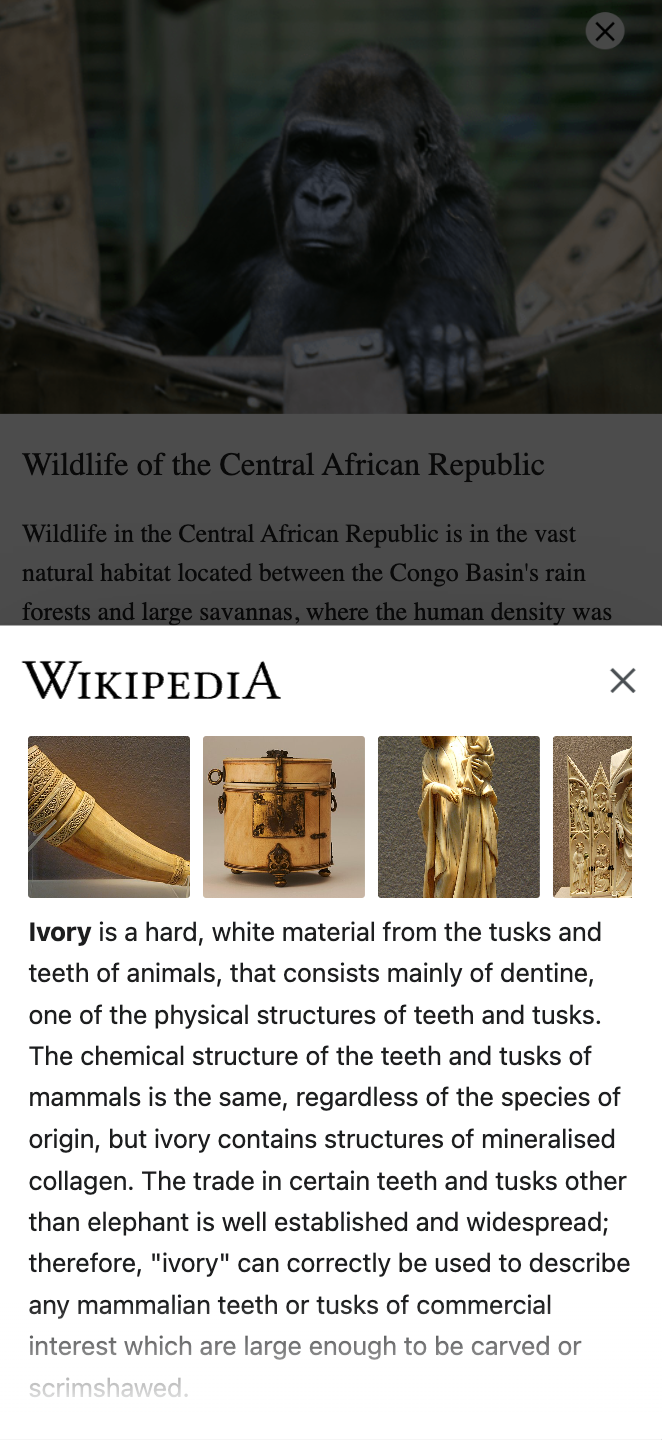 Wildlife of the Central African Republic
Wildlife in the Central African Republic is in the vast
natural habitat located between the Congo Basin's rain
forests and large savannas, where the human density was
WIKIPEDIA
Ivory is a hard, white material from the tusks and
teeth of animals, that consists mainly of dentine,
one of the physical structures of teeth and tusks.
The chemical structure of the teeth and tusks of
mammals is the same, regardless of the species of
origin, but ivory contains structures of mineralised
collagen. The trade in certain teeth and tusks other
than elephant is well established and widespread;
therefore, "ivory" can correctly be used to describe
any mammalian teeth or tusks of commercial
interest which are large enough to be carved or
scrimshawed.